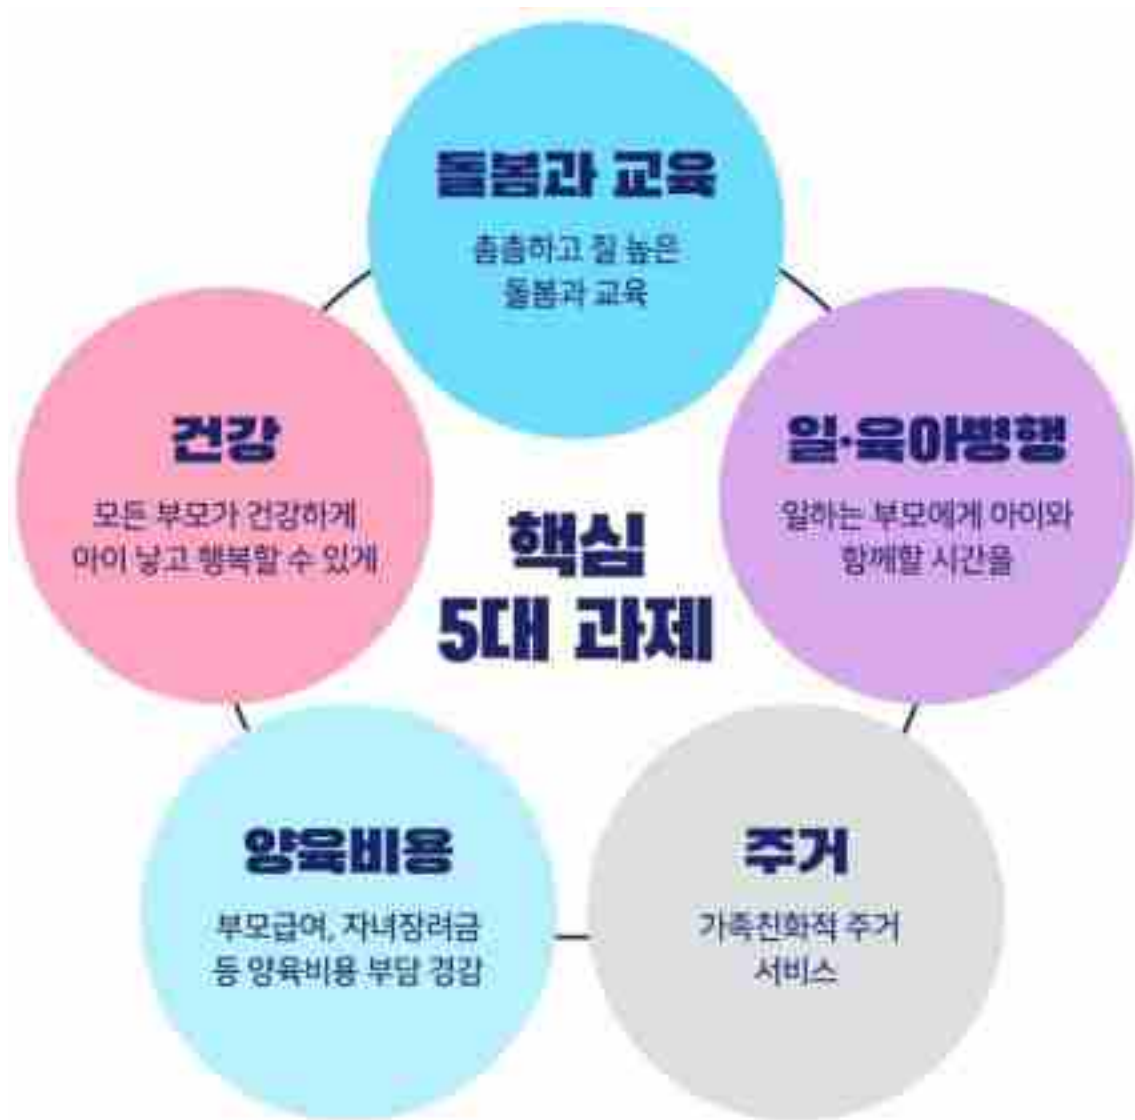 돌봄과 교육
촘촘하고 질 높은
돌봄과 교육
건강
모든 부모가 건강하게
아이 낳고 행복할 수 있게
일·육아병행
일하는 부모에게 아이와
함께할 시간을
핵심
5대 과제
양육비용
부모급여, 자녀장려금
등 양육비용 부담 경감
주거
가족친화적 주거
서비스